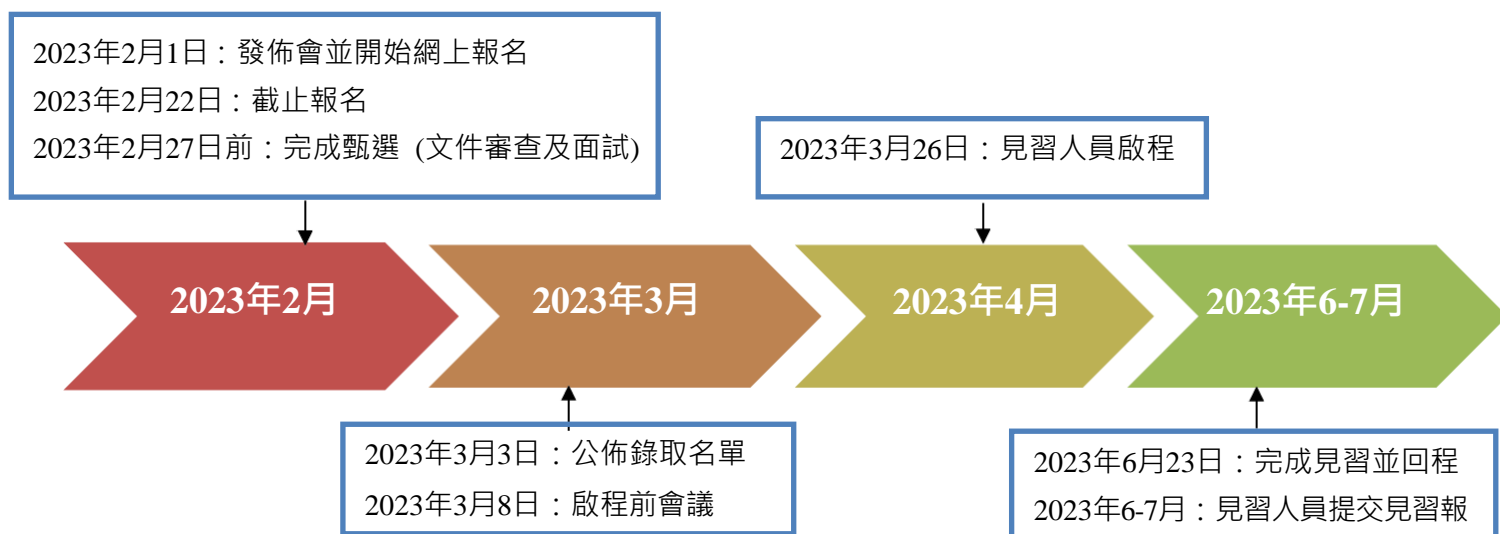 2023年2月1日：發佈會並開始網上報名
2023年2月22日：截止報名
2023年2月27日前：完成甄選 (文件審查及面試)
2023年3月26日：見習人員啟程
2023年2月
2023年3月
2023年4月
2023年6-7月
2023年3月3日：公佈錄取名單
2023年3月8日：啟程前會議
2023年6月23日：完成見習並回程
2023年6-7月：見習人員提交見習報